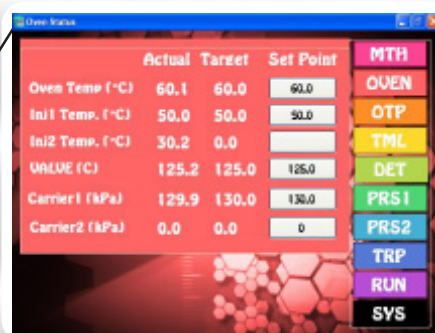 Oven Status
Actual Target Set Point
Oven Temp (°C) 60.1 60.0 60.0
Inj1 Temp. (°C) 50.0 50.0 50.0
Inj2 Temp. (°C) 30.2 0.0
VALVE (C) 125.2 125.0 125.0
Carrier1 (kPa) 129.9 130.0 130.0
Carrier2 (kPa) 0.0 0.0 0
MTH
OVEN
OTP
TML
DET
PRS1
PRS2
TRP
RUN
SYS